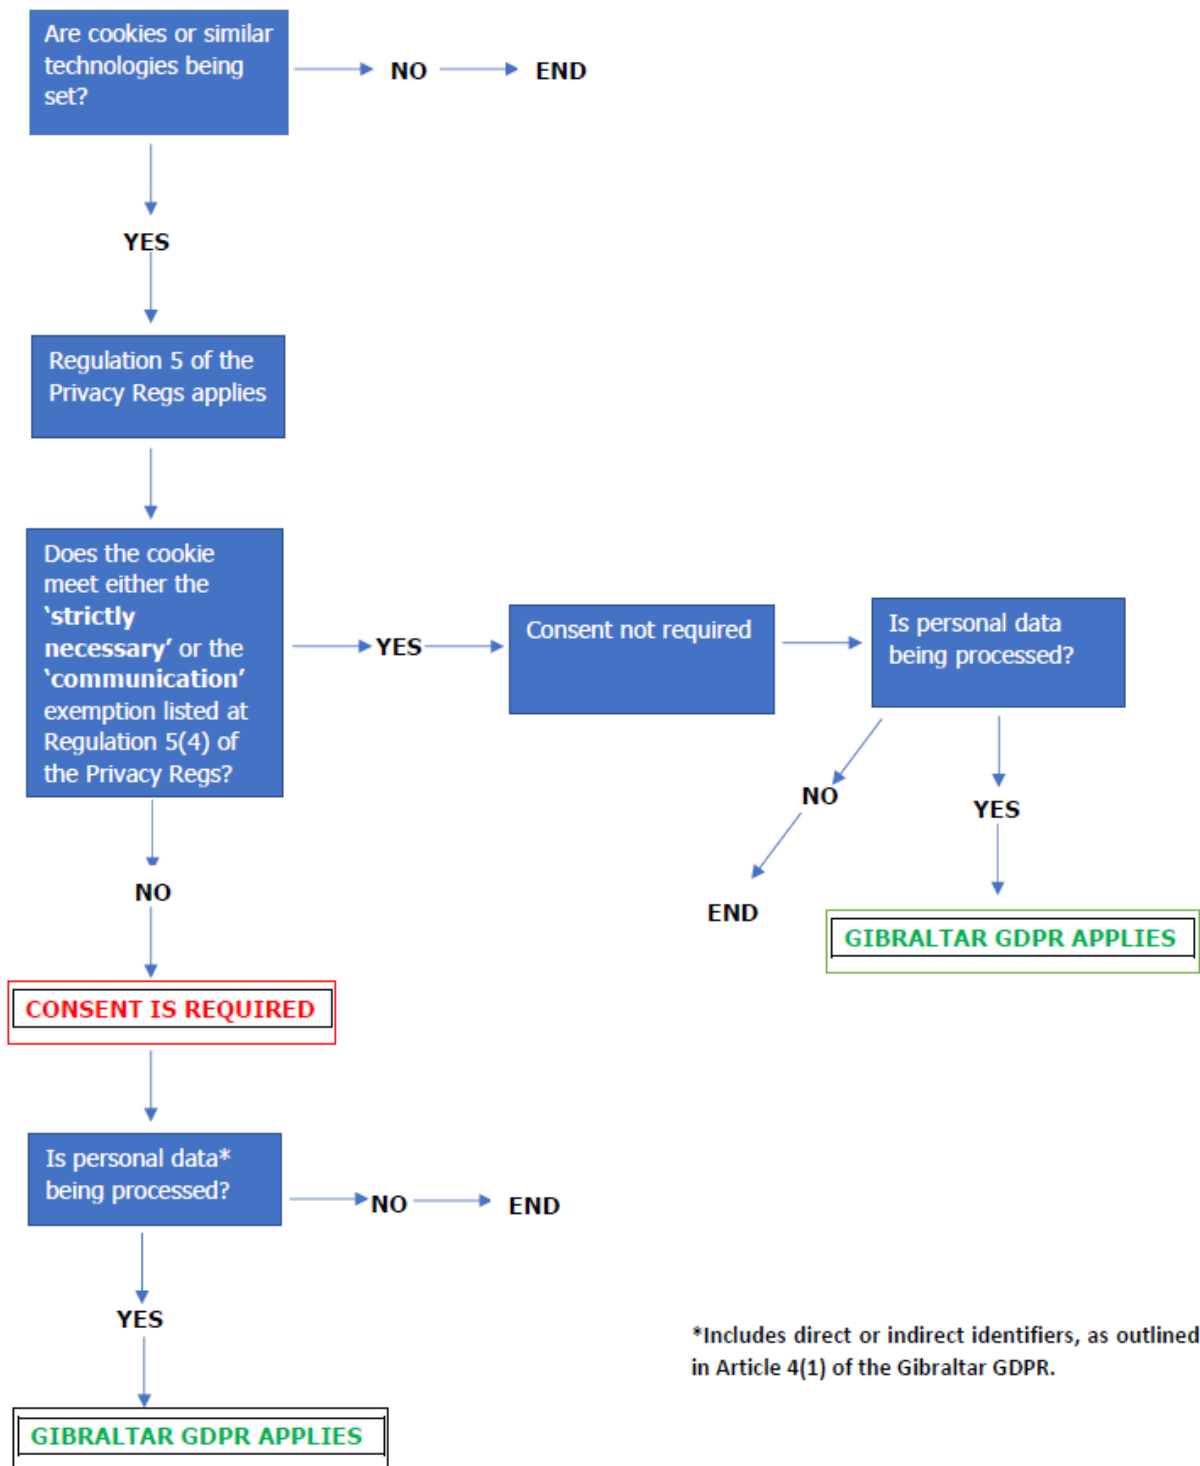 Are cookies or similar
technologies being
set?
NO
END
YES
Regulation 5 of the
Privacy Regs applies
Does the cookie
meet either the
‘strictly
necessary’ or the
‘communication’
exemption listed at
Regulation 5(4) of
the Privacy Regs?
YES
Consent not required
Is personal data
being processed?
NO
YES
END
GIBRALTAR GDPR APPLIES
NO
CONSENT IS REQUIRED
Is personal data*
being processed?
NO
END
YES
GIBRALTAR GDPR APPLIES
*Includes direct or indirect identifiers, as outlined
in Article 4(1) of the Gibraltar GDPR.